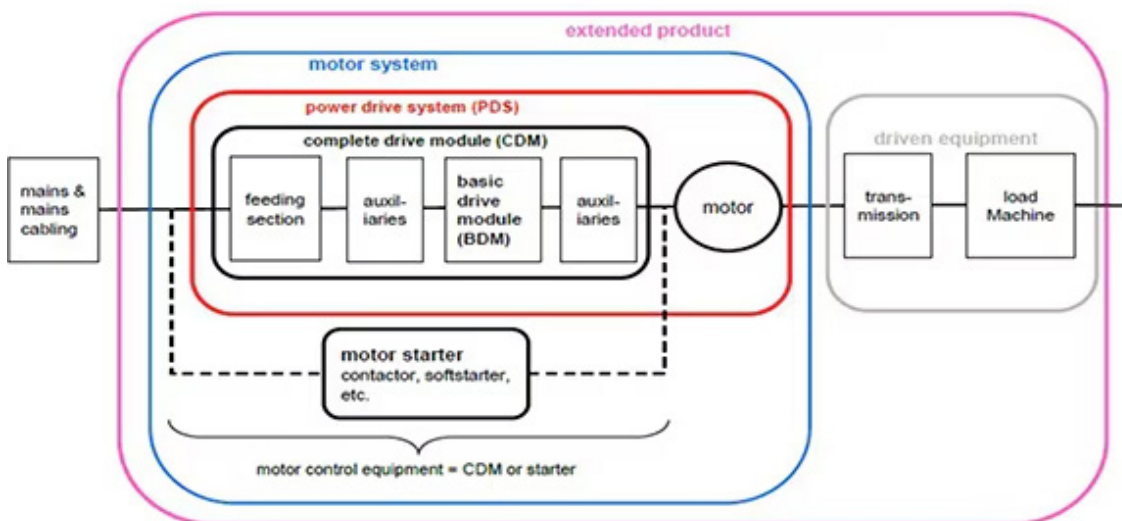 extended product
motor system
power drive system (PDS)
complete drive module (CDM)
driven equipment
mains &
mains
cabling
feeding
section
auxil-
iaries
basic
drive
module
(BDM)
auxil-
iaries
motor
trans-
mission
load
Machine
motor starter
contactor, softstarter,
etc.
motor control equipment = CDM or starter